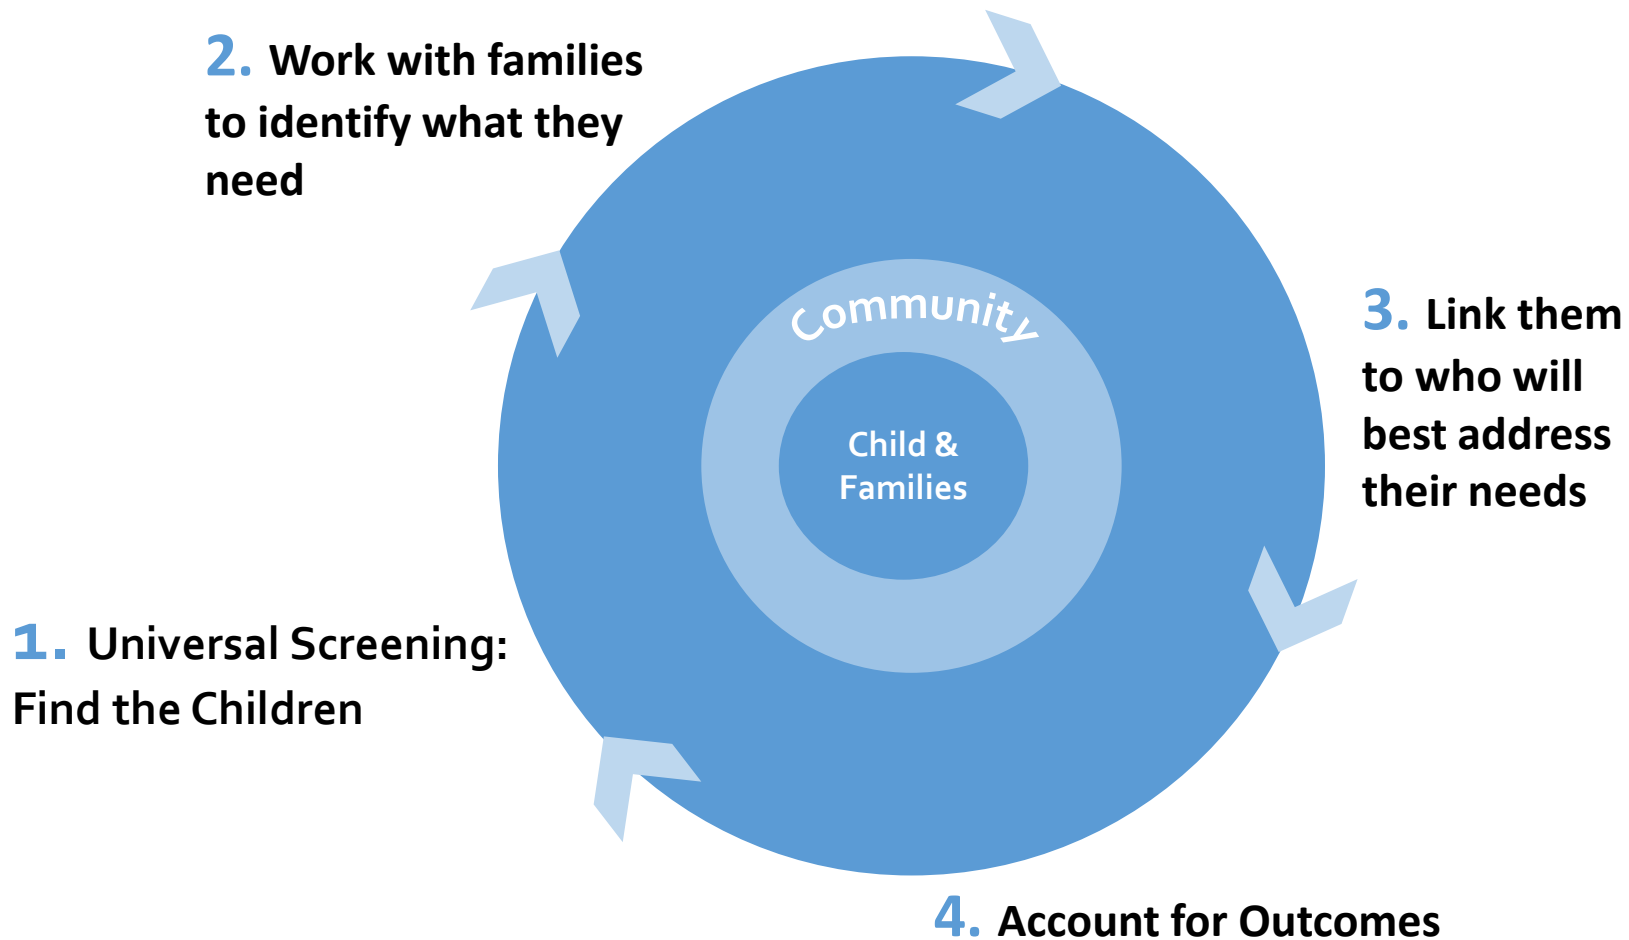 2. Work with families
to identify what they
need
Community
Child &
Families
3. Link them
to who will
best address
their needs
1. Universal Screening:
Find the Children
4. Account for Outcomes